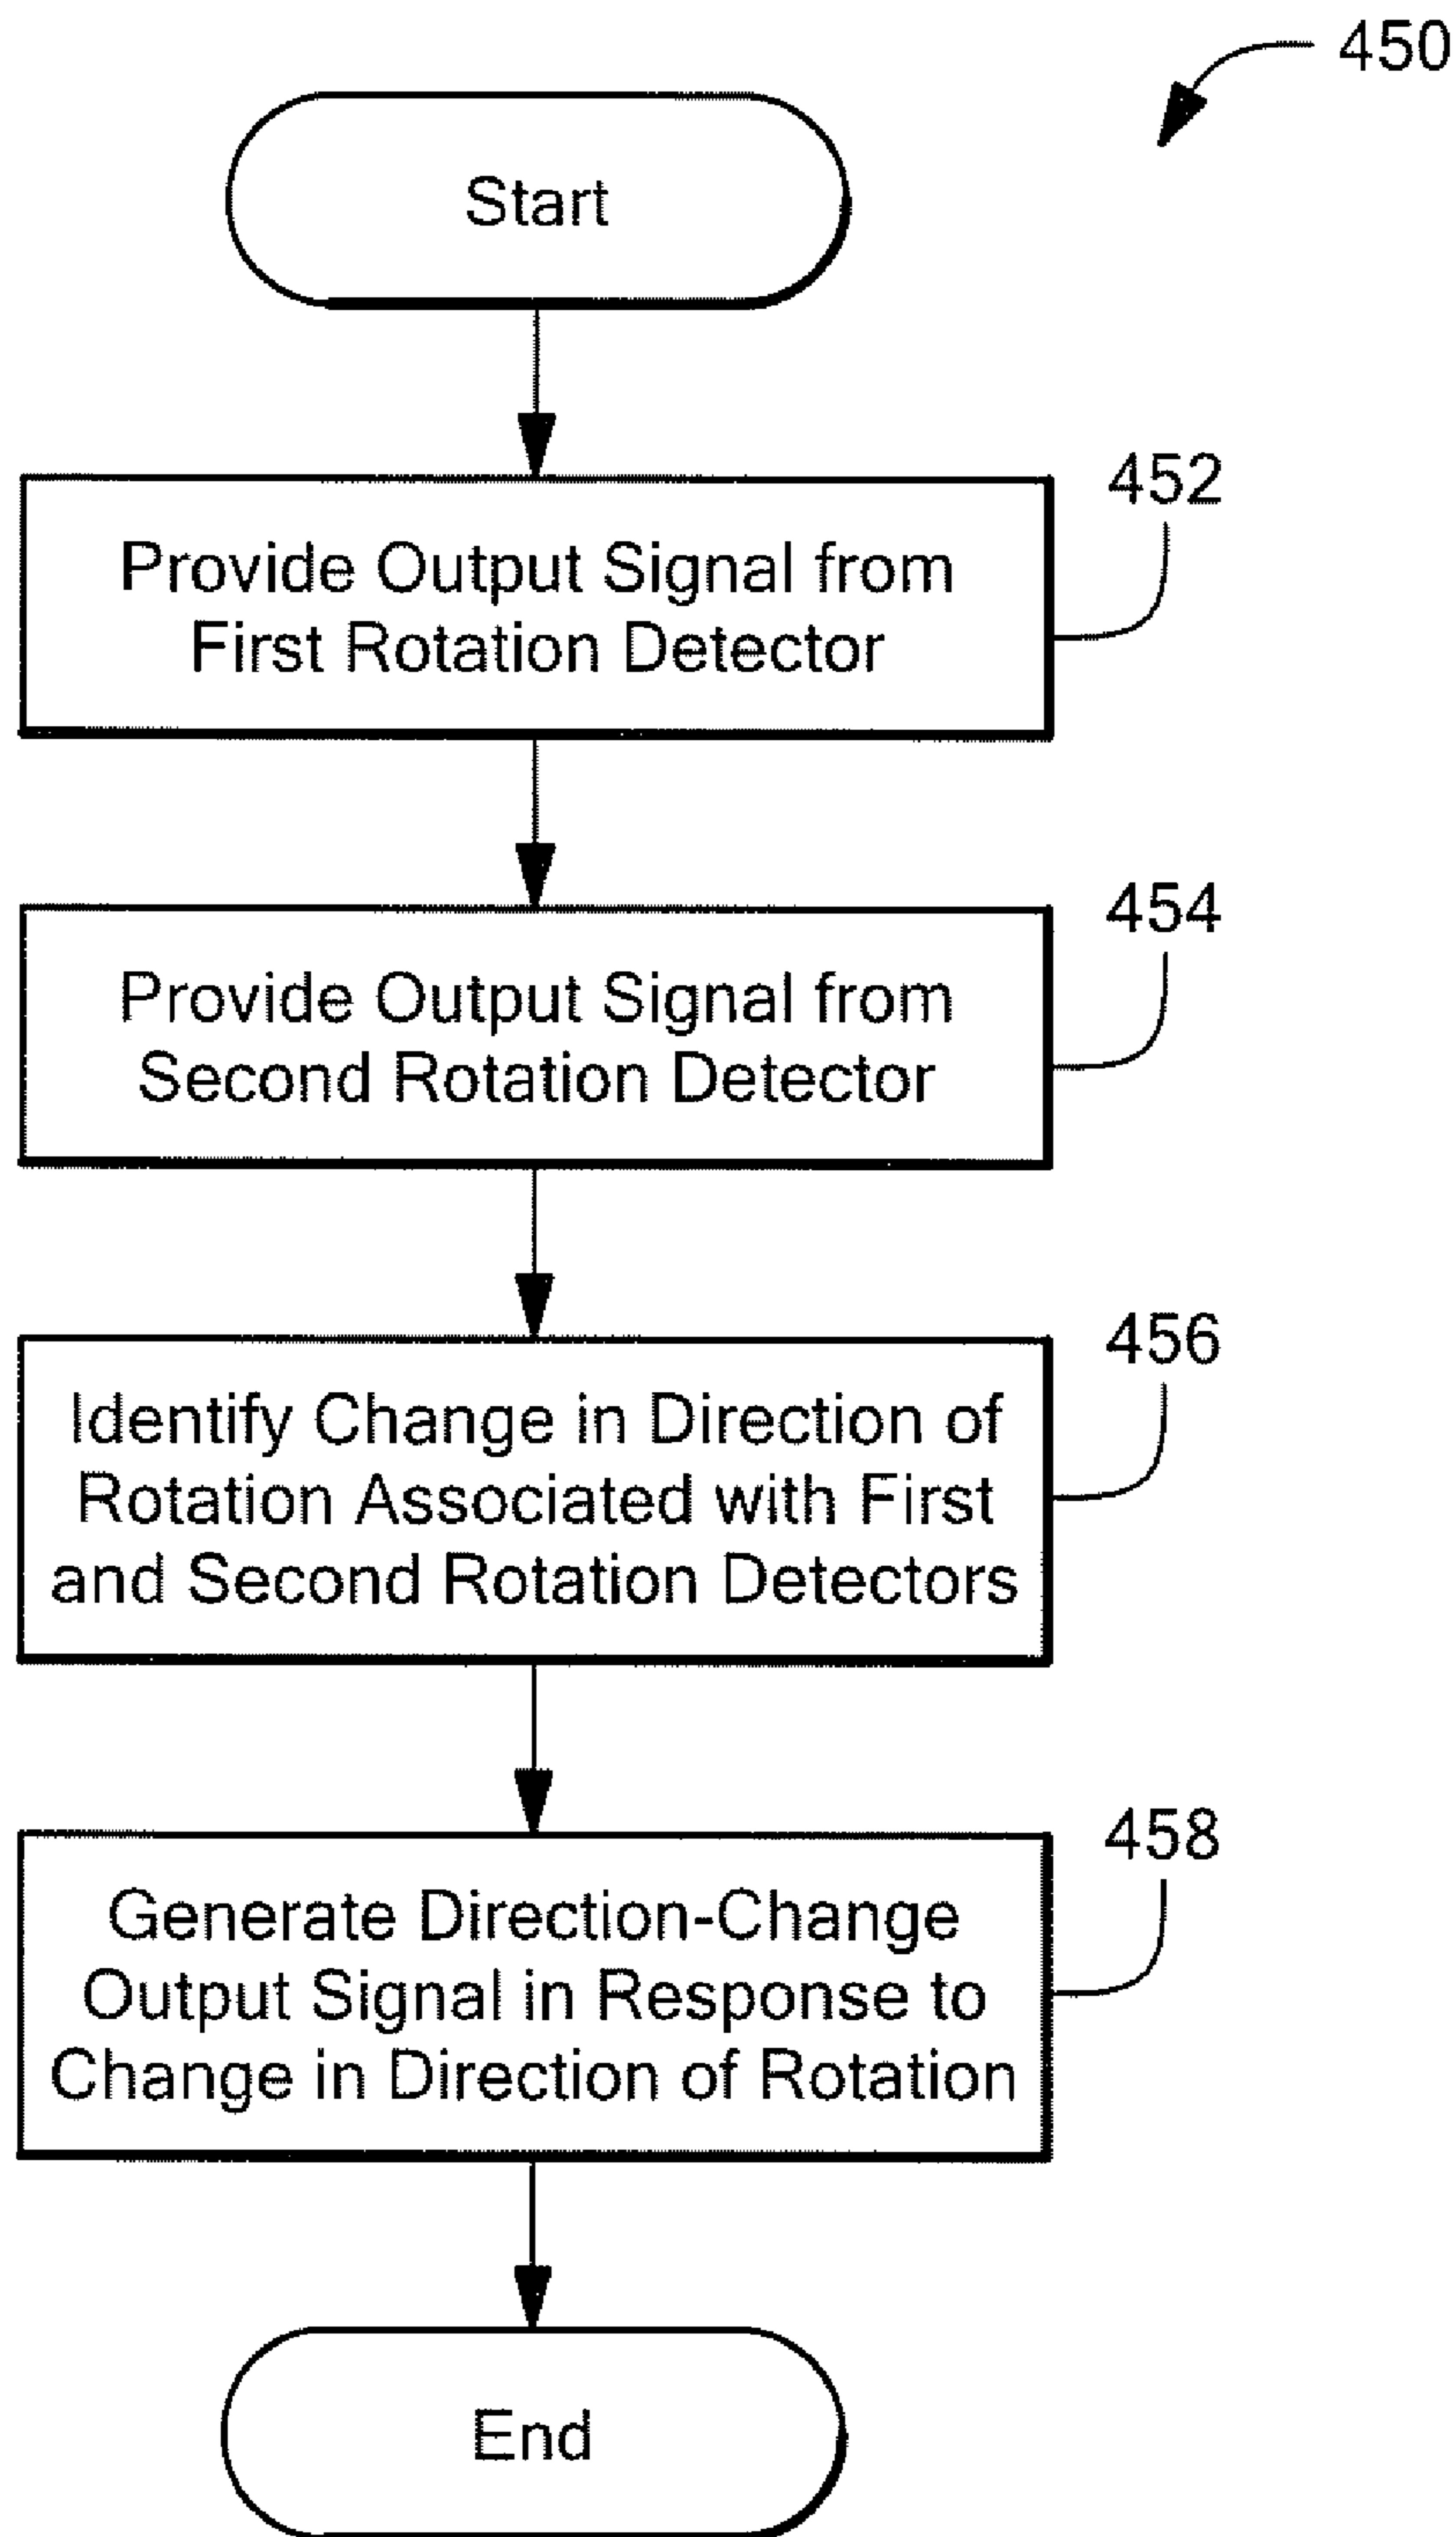 450
Start
452
Provide Output Signal from
First Rotation Detector
454
Provide Output Signal from
Second Rotation Detector
456
Identify Change in Direction of
Rotation Associated with First
and Second Rotation Detectors
458
Generate Direction-Change
Output Signal in Response to
Change in Direction of Rotation
End